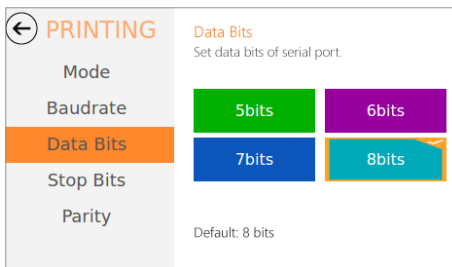 PRINTING
Mode
Baudrate
Data Bits
Stop Bits
Parity
Data Bits
Set data bits of serial port.
5bits
6bits
7bits
8bits
Default: 8 bits